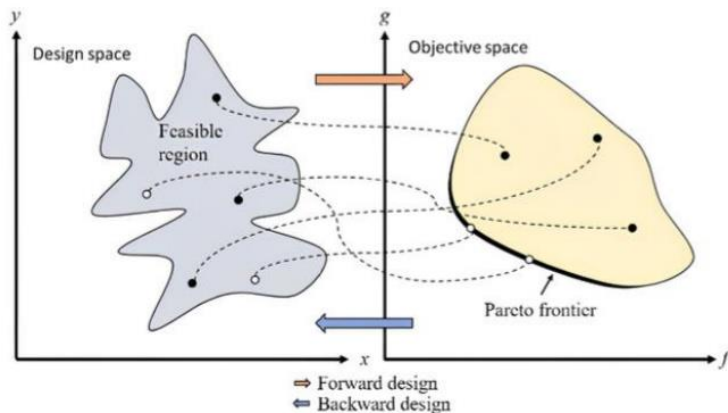 y
Design space
Feasible
region
x
g
Objective space
Pareto frontier
f
Forward design
Backward design